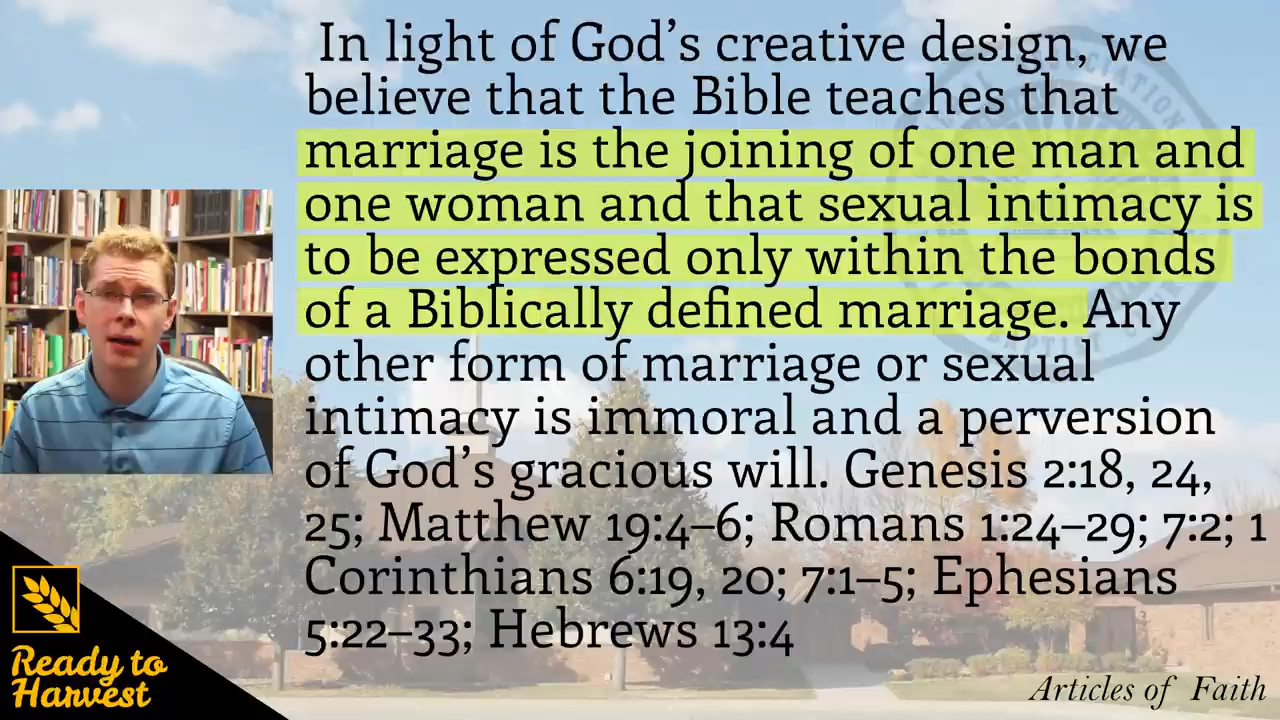 In light of God's creative design, we
believe that the Bible teaches that
marriage is the joining of one man and
one woman and that sexual intimacy is
to be expressed only within the bonds
of a Biblically defined marriage. Any
other form of marriage or sexual
intimacy is immoral and a perversion
of God's gracious will. Genesis 2:18, 24,
25; Matthew 19:4–6; Romans 1:24–29; 7:2; 1
Corinthians 6:19, 20; 7:1–5; Ephesians
5:22–33; Hebrews 13:4
Ready to
Harvest
Articles of Faith